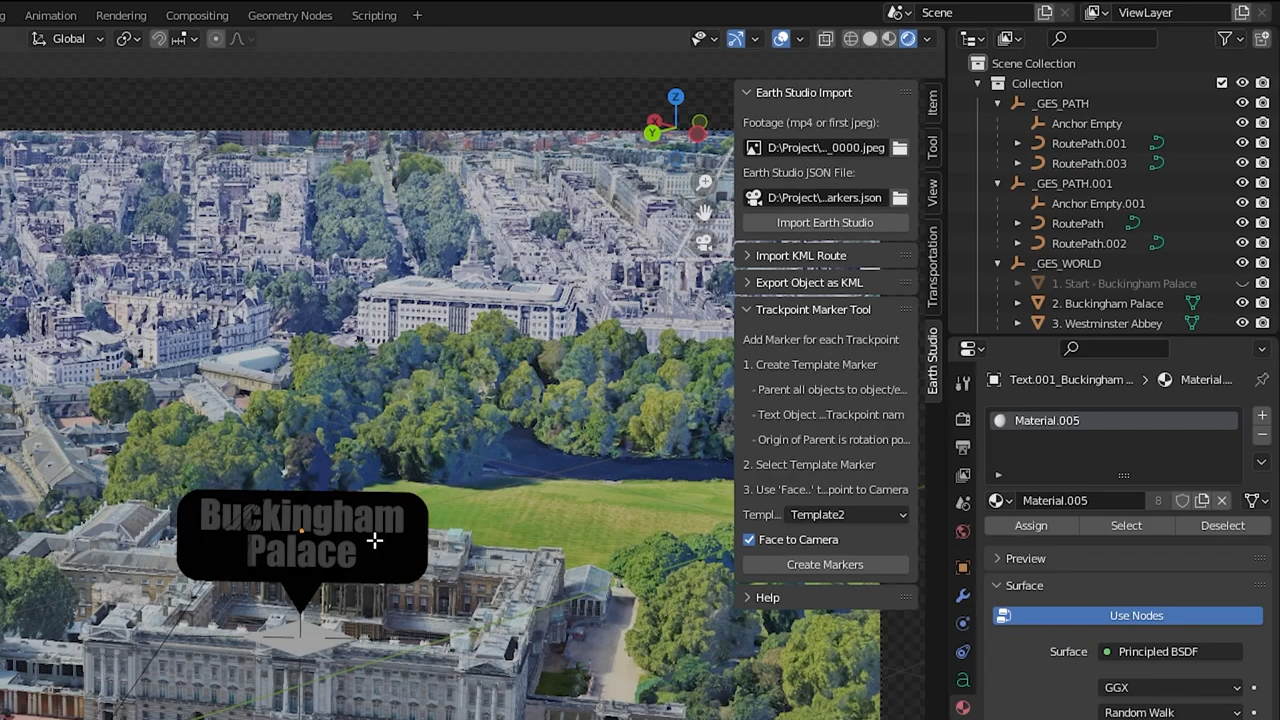 Animation Rendering Compositing Geometry Nodes Scripting +
Scene
ViewLayer
Global
Z
Y
Earth Studio Import
Footage (mp4 or first jpeg):
D:\Project\..._0000.jpeg
Earth Studio JSON File:
D:\Project\...arkers.json
Import Earth Studio
Import KML Route
Export Object as KML
Trackpoint Marker Tool
Add Marker for each Trackpoint
1. Create Template Marker
- Parent all objects to object/e...
- Text Object ...Trackpoint nam
- Origin of Parent is rotation po...
2. Select Template Marker
3. Use 'Face..' t...point to Camera
Templ... Template2
Face to Camera
Create Markers
Help
Item
Tool
View
Transportation
Earth Studio
Scene Collection
Collection
_GES_PATH
Anchor Empty
RoutePath.001
RoutePath.003
_GES_PATH.001
Anchor Empty.001
RoutePath
RoutePath.002
_GES_WORLD
1. Start - Buckingham Palace
2. Buckingham Palace
3. Westminster Abbey
Text.001_Buckingham ... Material....
Material.005
Material.005 8
Assign Select Deselect
Preview
Surface
Use Nodes
Surface Principled BSDF
GGX
Random Walk
Buckingham
Palace